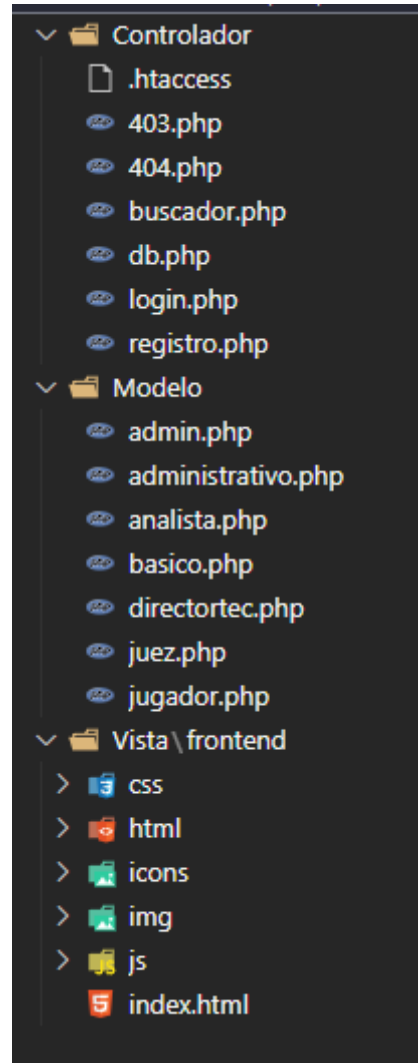 Controlador
.htaccess
403.php
404.php
buscador.php
db.php
login.php
registro.php
Modelo
admin.php
administrativo.php
analista.php
basico.php
directortec.php
juez.php
jugador.php
Vista\frontend
css
html
icons
img
js
index.html